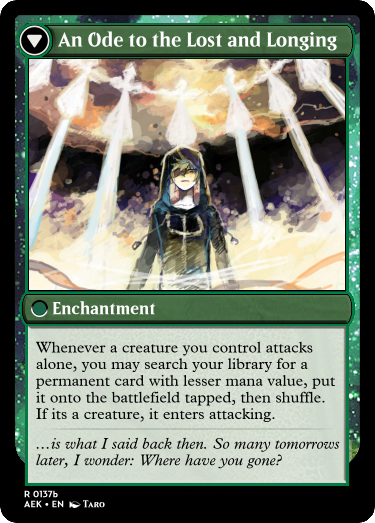 An Ode to the Lost and Longing
Enchantment
Whenever a creature you control attacks
alone, you may search your library for a
permanent card with lesser mana value, put
it onto the battlefield tapped, then shuffle.
If its a creature, it enters attacking.
…is what I said back then. So many tomorrows
later, I wonder: Where have you gone?
R 0137b
AEK • EN Taro